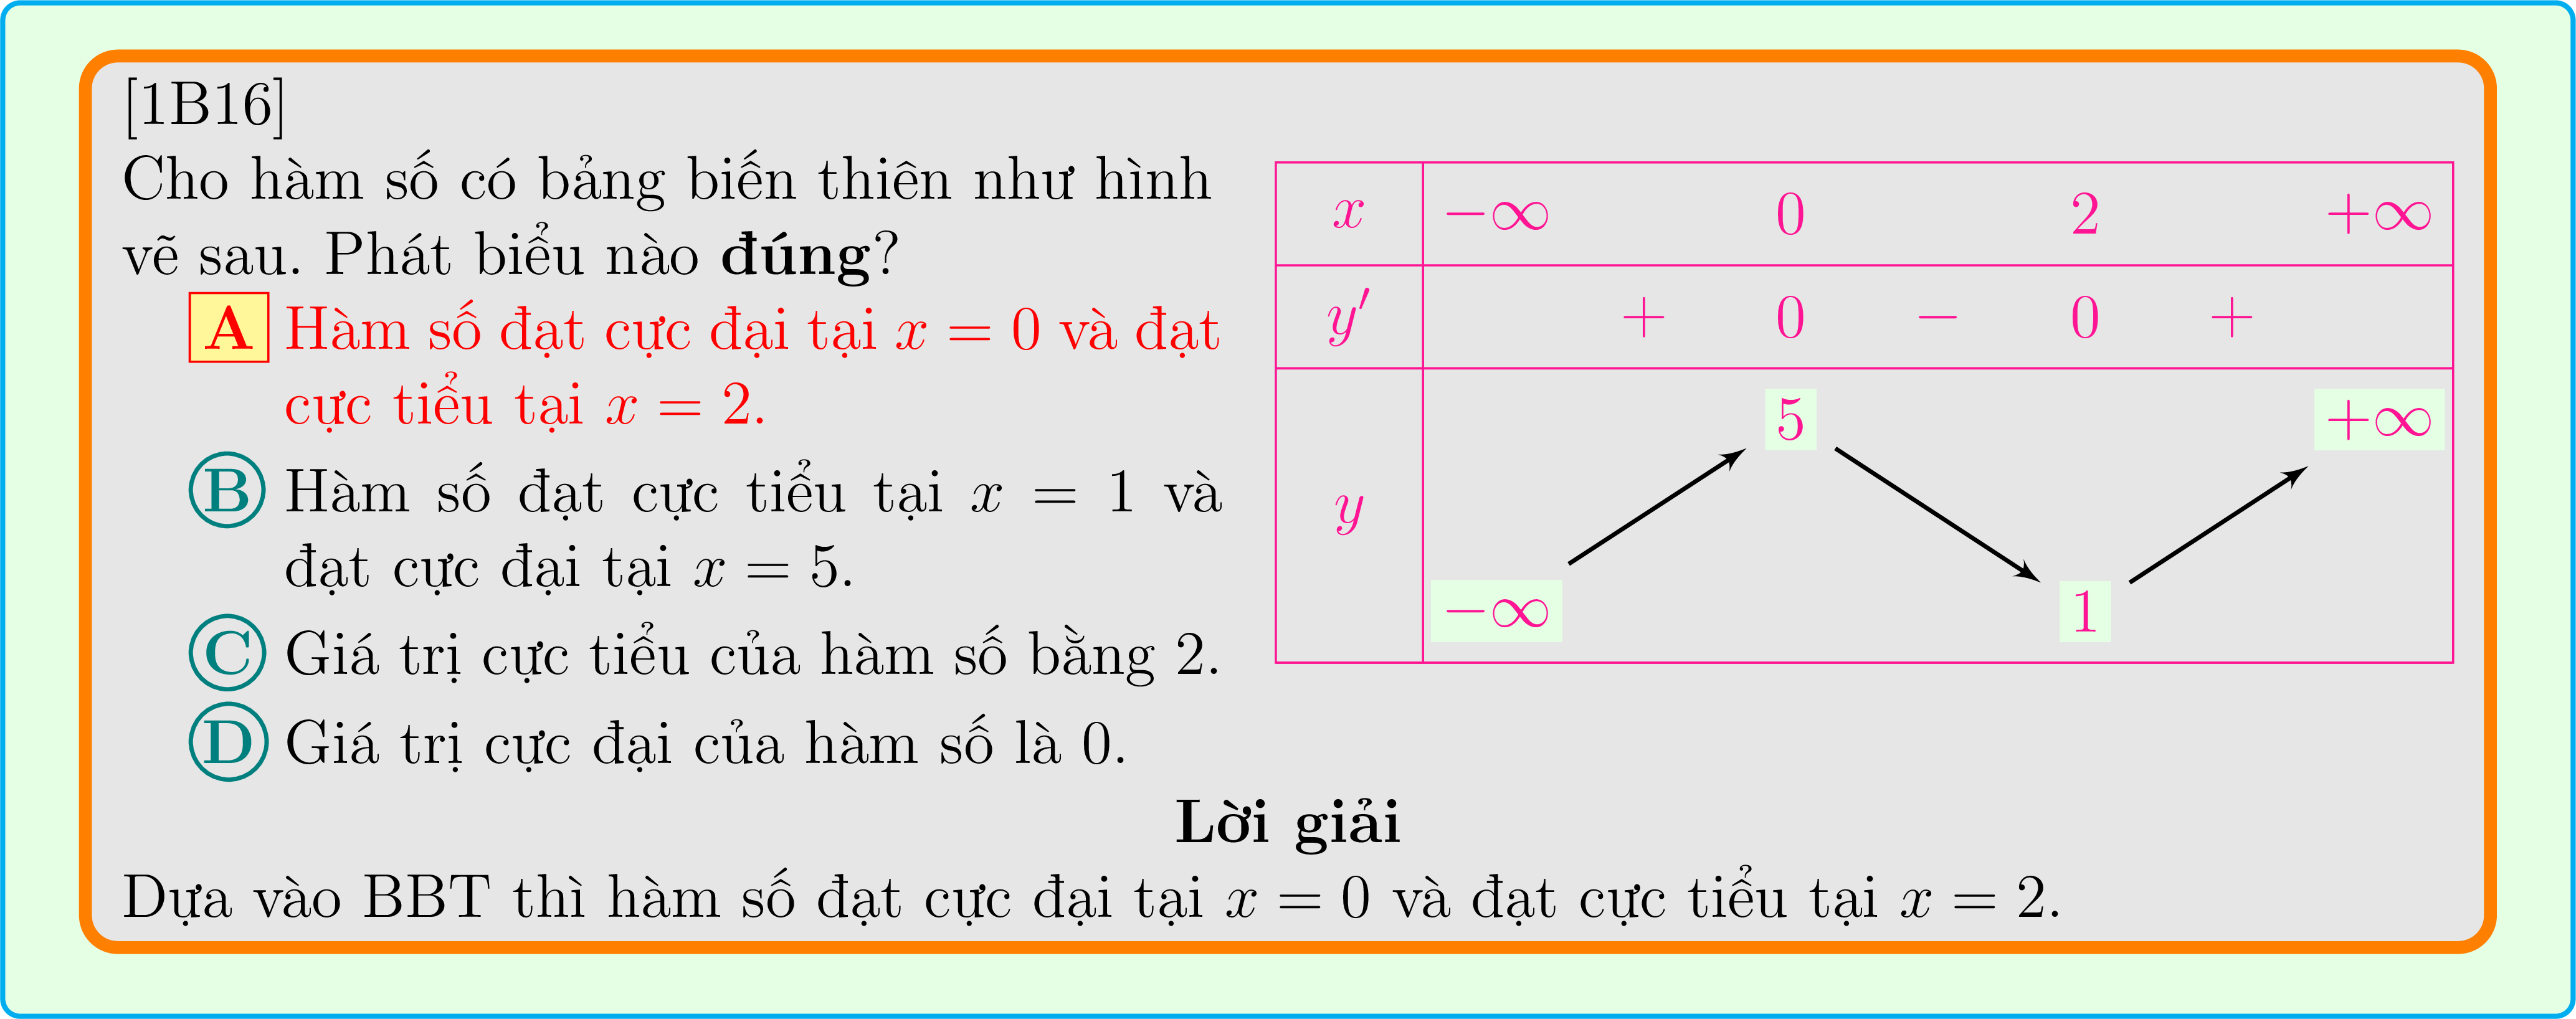 [1B16]
Cho hàm số có bảng biến thiên như hình
vẽ sau. Phát biểu nào đúng?
A Hàm số đạt cực đại tại x = 0 và đạt
cực tiểu tại x = 2.
B Hàm số đạt cực tiểu tại x = 1 và
đạt cực đại tại x = 5.
C Giá trị cực tiểu của hàm số bằng 2.
D Giá trị cực đại của hàm số là 0.
x −∞ 0 2 +∞
y′ + 0 − 0 +
5 +∞
y
−∞ 1
Lời giải
Dựa vào BBT thì hàm số đạt cực đại tại x = 0 và đạt cực tiểu tại x = 2.